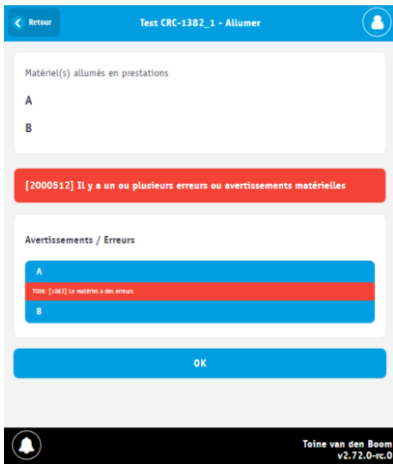 Retour
Test CRC-1382_1 - Allumer
Matériel(s) allumés en prestations
A
B
[2000512] Il y a un ou plusieurs erreurs ou avertissements matérielles
Avertissements / Erreurs
A
TODO: [1083] Le matériel a des erreurs
B
OK
Toine van den Boom
v2.72.0-rc.0